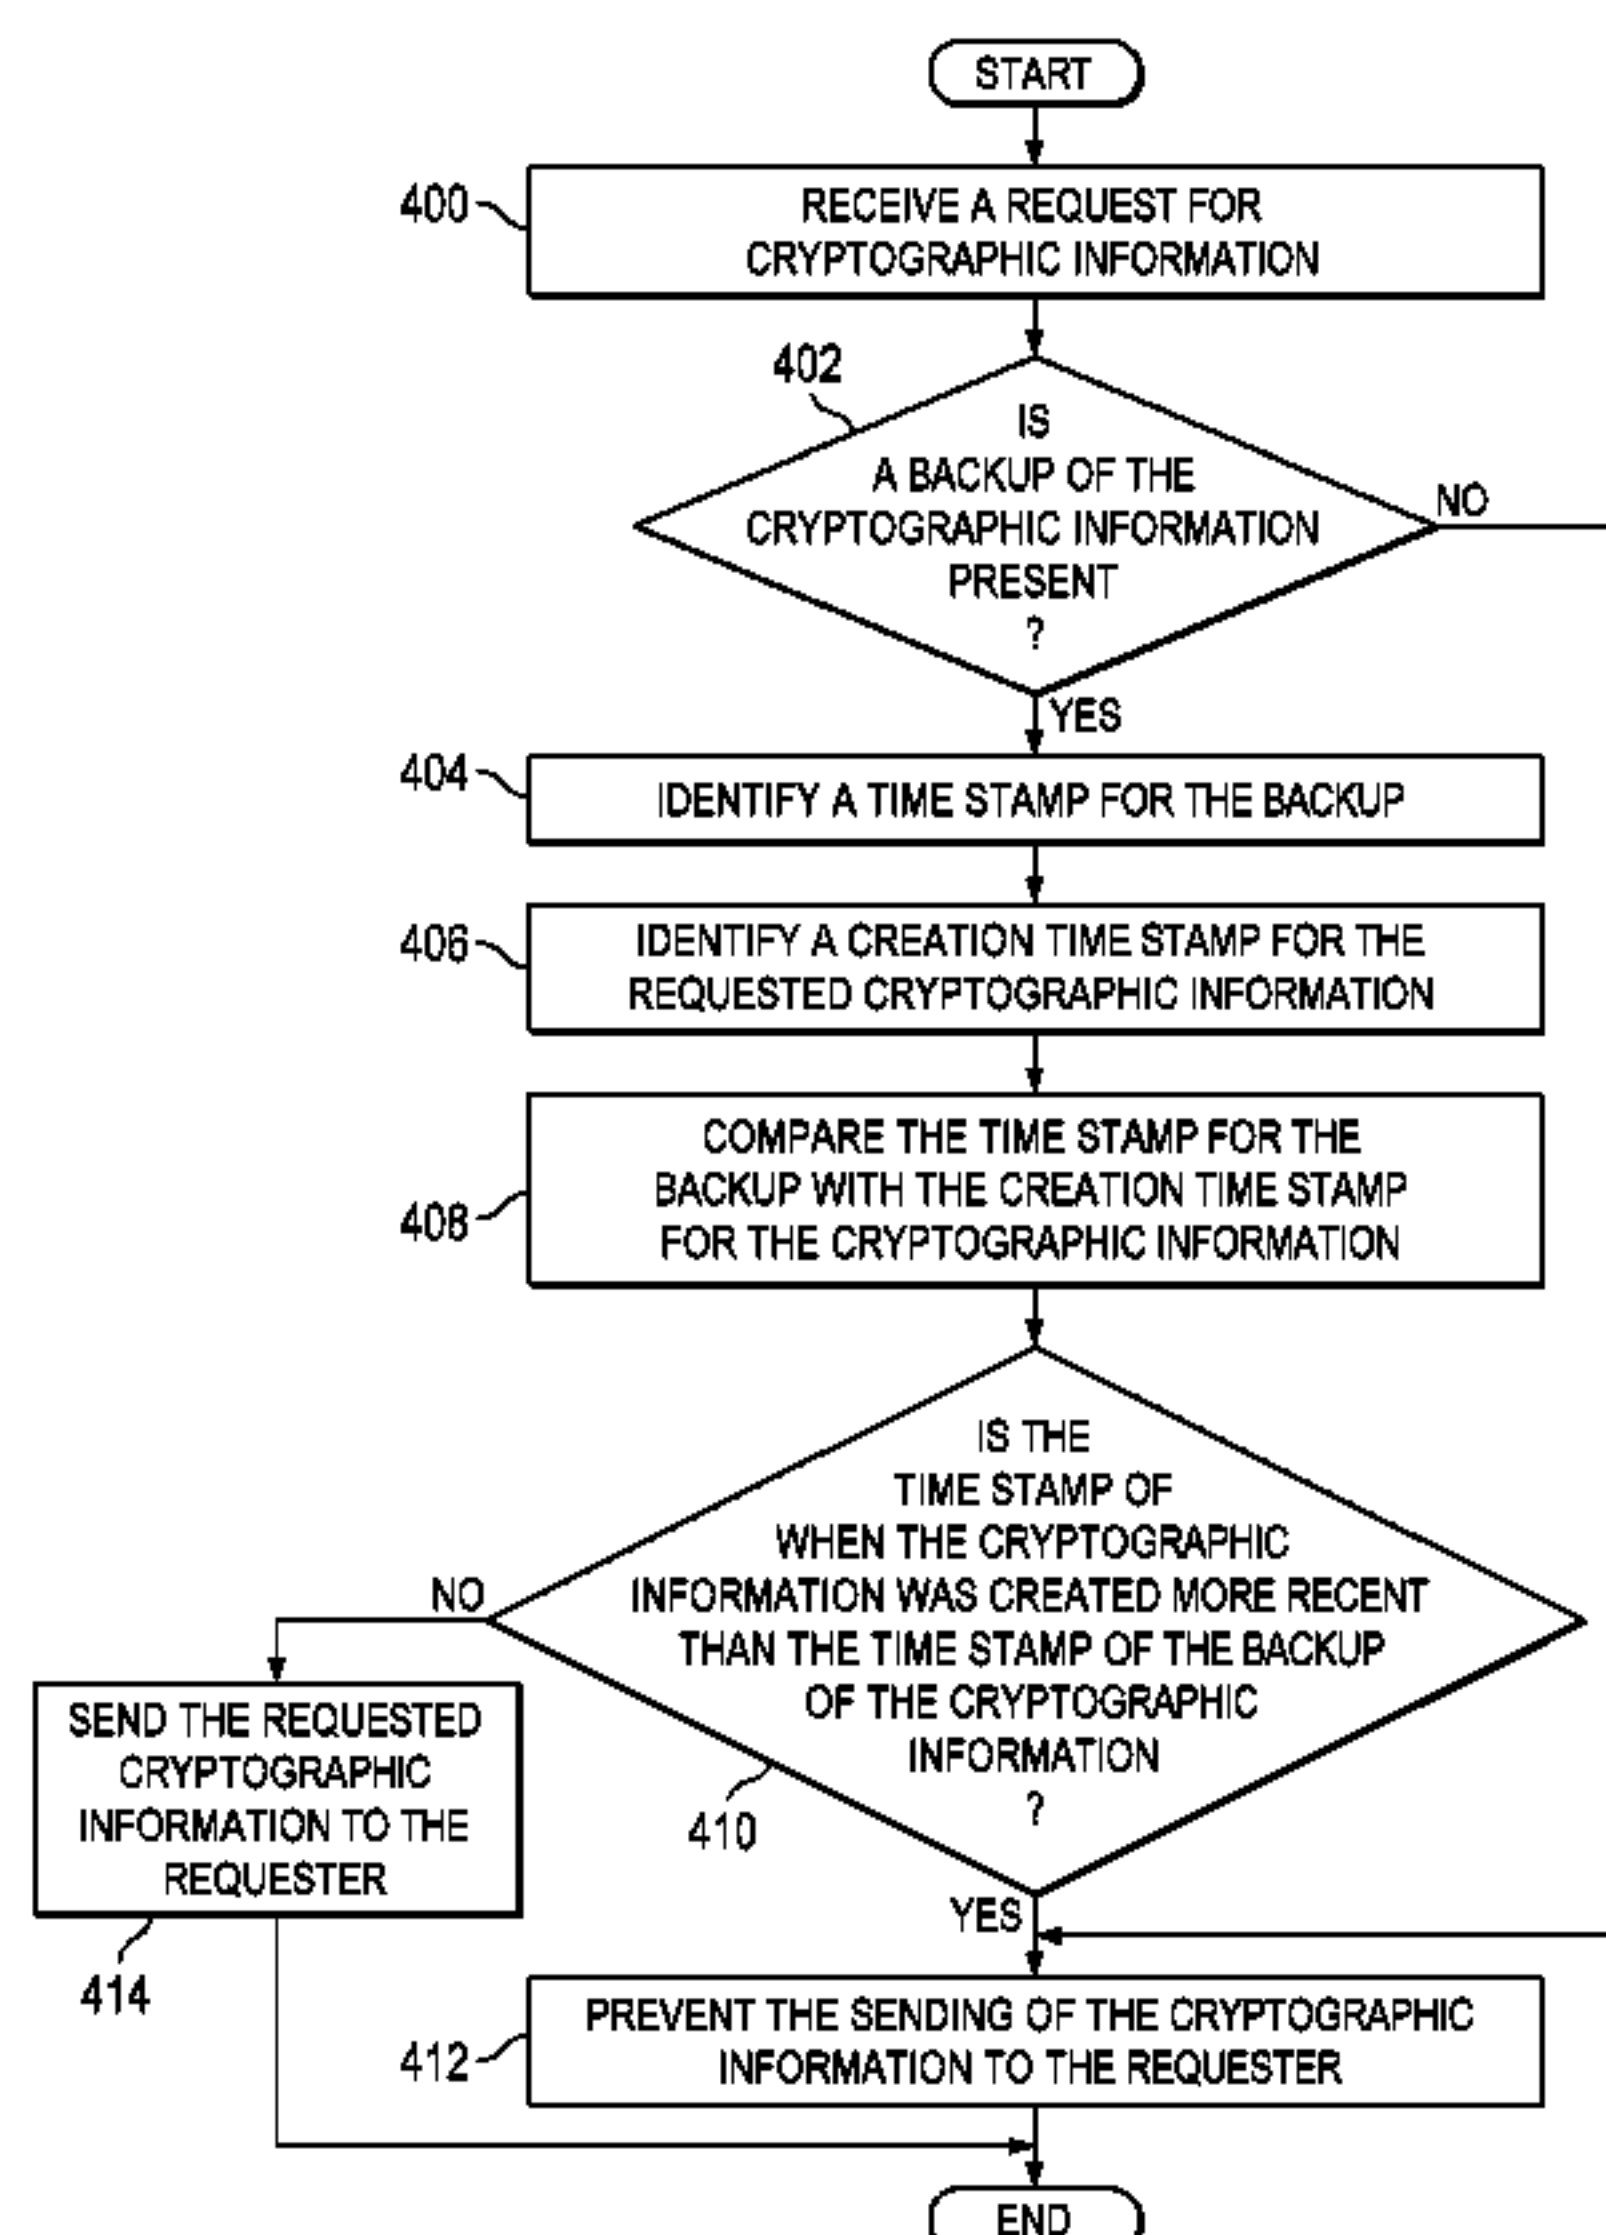 START
400
RECEIVE A REQUEST FOR
CRYPTOGRAPHIC INFORMATION
402
IS
A BACKUP OF THE
CRYPTOGRAPHIC INFORMATION
PRESENT
?
NO
YES
404
IDENTIFY A TIME STAMP FOR THE BACKUP
406
IDENTIFY A CREATION TIME STAMP FOR THE
REQUESTED CRYPTOGRAPHIC INFORMATION
408
COMPARE THE TIME STAMP FOR THE
BACKUP WITH THE CREATION TIME STAMP
FOR THE CRYPTOGRAPHIC INFORMATION
IS THE
TIME STAMP OF
WHEN THE CRYPTOGRAPHIC
INFORMATION WAS CREATED MORE RECENT
THAN THE TIME STAMP OF THE BACKUP
OF THE CRYPTOGRAPHIC
INFORMATION
?
410
NO
SEND THE REQUESTED
CRYPTOGRAPHIC
INFORMATION TO THE
REQUESTER
414
YES
412
PREVENT THE SENDING OF THE CRYPTOGRAPHIC
INFORMATION TO THE REQUESTER
END